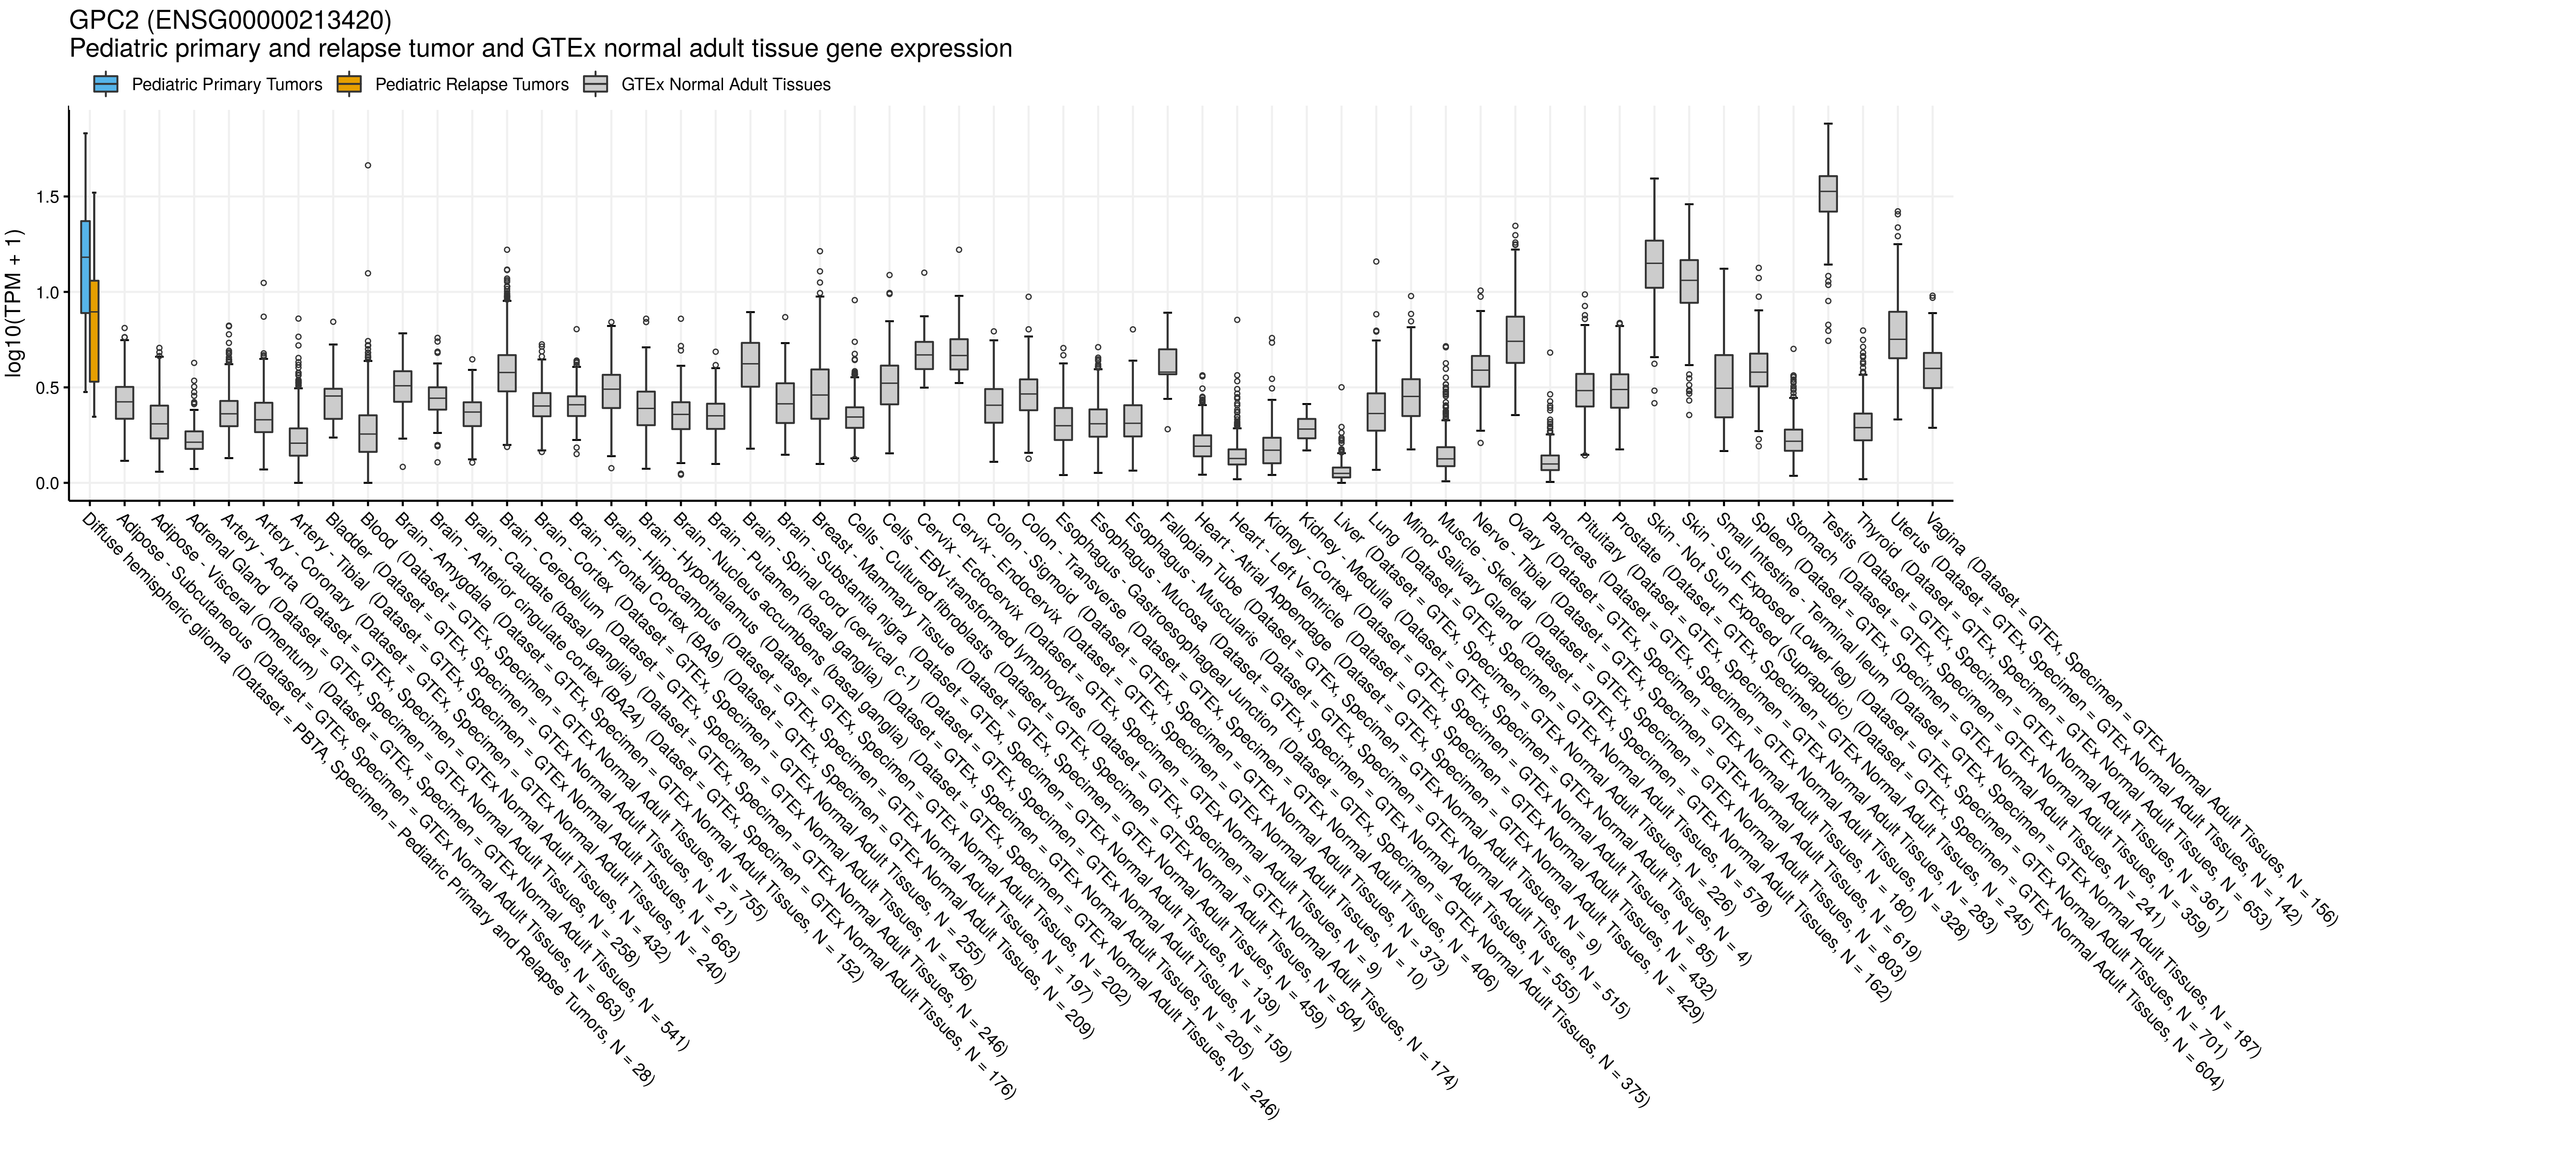 GPC2 (ENSG00000213420)
Pediatric primary and relapse tumor and GTEx normal adult tissue gene expression
Pediatric Primary Tumors
Pediatric Relapse Tumors
GTEx Normal Adult Tissues
log10(TPM + 1)
1.5
1.0
0.5
0.0
Diffuse hemispheric glioma (Dataset = PBTA, Specimen = Pediatric Primary and Relapse Tumors, N = 28)
Adipose - Subcutaneous (Dataset = GTEx, Specimen = GTEx Normal Adult Tissues, N = 663)
Adipose - Visceral (Omentum) (Dataset = GTEx, Specimen = GTEx Normal Adult Tissues, N = 541)
Adrenal Gland (Dataset = GTEx, Specimen = GTEx Normal Adult Tissues, N = 258)
Artery - Aorta (Dataset = GTEx, Specimen = GTEx Normal Adult Tissues, N = 432)
Artery - Coronary (Dataset = GTEx, Specimen = GTEx Normal Adult Tissues, N = 240)
Artery - Tibial (Dataset = GTEx, Specimen = GTEx Normal Adult Tissues, N = 663)
Bladder (Dataset = GTEx, Specimen = GTEx Normal Adult Tissues, N = 21)
Blood (Dataset = GTEx, Specimen = GTEx Normal Adult Tissues, N = 755)
Brain - Amygdala (Dataset = GTEx, Specimen = GTEx Normal Adult Tissues, N = 152)
Brain - Anterior cingulate cortex (BA24) (Dataset = GTEx, Specimen = GTEx Normal Adult Tissues, N = 176)
Brain - Caudate (basal ganglia) (Dataset = GTEx, Specimen = GTEx Normal Adult Tissues, N = 246)
Brain - Cerebellum (Dataset = GTEx, Specimen = GTEx Normal Adult Tissues, N = 456)
Brain - Cortex (Dataset = GTEx, Specimen = GTEx Normal Adult Tissues, N = 255)
Brain - Frontal Cortex (BA9) (Dataset = GTEx, Specimen = GTEx Normal Adult Tissues, N = 209)
Brain - Hippocampus (Dataset = GTEx, Specimen = GTEx Normal Adult Tissues, N = 197)
Brain - Hypothalamus (Dataset = GTEx, Specimen = GTEx Normal Adult Tissues, N = 202)
Brain - Nucleus accumbens (basal ganglia) (Dataset = GTEx, Specimen = GTEx Normal Adult Tissues, N = 246)
Brain - Putamen (basal ganglia) (Dataset = GTEx, Specimen = GTEx Normal Adult Tissues, N = 205)
Brain - Spinal cord (cervical c-1) (Dataset = GTEx, Specimen = GTEx Normal Adult Tissues, N = 159)
Brain - Substantia nigra (Dataset = GTEx, Specimen = GTEx Normal Adult Tissues, N = 139)
Breast - Mammary Tissue (Dataset = GTEx, Specimen = GTEx Normal Adult Tissues, N = 459)
Cells - Cultured fibroblasts (Dataset = GTEx, Specimen = GTEx Normal Adult Tissues, N = 504)
Cells - EBV-transformed lymphocytes (Dataset = GTEx, Specimen = GTEx Normal Adult Tissues, N = 174)
Cervix - Ectocervix (Dataset = GTEx, Specimen = GTEx Normal Adult Tissues, N = 9)
Cervix - Endocervix (Dataset = GTEx, Specimen = GTEx Normal Adult Tissues, N = 10)
Colon - Sigmoid (Dataset = GTEx, Specimen = GTEx Normal Adult Tissues, N = 373)
Colon - Transverse (Dataset = GTEx, Specimen = GTEx Normal Adult Tissues, N = 406)
Esophagus - Gastroesophageal Junction (Dataset = GTEx, Specimen = GTEx Normal Adult Tissues, N = 375)
Esophagus - Mucosa (Dataset = GTEx, Specimen = GTEx Normal Adult Tissues, N = 555)
Esophagus - Muscularis (Dataset = GTEx, Specimen = GTEx Normal Adult Tissues, N = 515)
Fallopian Tube (Dataset = GTEx, Specimen = GTEx Normal Adult Tissues, N = 9)
Heart - Atrial Appendage (Dataset = GTEx, Specimen = GTEx Normal Adult Tissues, N = 429)
Heart - Left Ventricle (Dataset = GTEx, Specimen = GTEx Normal Adult Tissues, N = 432)
Kidney - Cortex (Dataset = GTEx, Specimen = GTEx Normal Adult Tissues, N = 85)
Kidney - Medulla (Dataset = GTEx, Specimen = GTEx Normal Adult Tissues, N = 4)
Liver (Dataset = GTEx, Specimen = GTEx Normal Adult Tissues, N = 226)
Lung (Dataset = GTEx, Specimen = GTEx Normal Adult Tissues, N = 578)
Minor Salivary Gland (Dataset = GTEx, Specimen = GTEx Normal Adult Tissues, N = 162)
Muscle - Skeletal (Dataset = GTEx, Specimen = GTEx Normal Adult Tissues, N = 803)
Nerve - Tibial (Dataset = GTEx, Specimen = GTEx Normal Adult Tissues, N = 619)
Ovary (Dataset = GTEx, Specimen = GTEx Normal Adult Tissues, N = 180)
Pancreas (Dataset = GTEx, Specimen = GTEx Normal Adult Tissues, N = 328)
Pituitary (Dataset = GTEx, Specimen = GTEx Normal Adult Tissues, N = 283)
Prostate (Dataset = GTEx, Specimen = GTEx Normal Adult Tissues, N = 245)
Skin - Not Sun Exposed (Suprapubic) (Dataset = GTEx, Specimen = GTEx Normal Adult Tissues, N = 604)
Skin - Sun Exposed (Lower leg) (Dataset = GTEx, Specimen = GTEx Normal Adult Tissues, N = 701)
Small Intestine - Terminal Ileum (Dataset = GTEx, Specimen = GTEx Normal Adult Tissues, N = 187)
Spleen (Dataset = GTEx, Specimen = GTEx Normal Adult Tissues, N = 241)
Stomach (Dataset = GTEx, Specimen = GTEx Normal Adult Tissues, N = 359)
Testis (Dataset = GTEx, Specimen = GTEx Normal Adult Tissues, N = 361)
Thyroid (Dataset = GTEx, Specimen = GTEx Normal Adult Tissues, N = 653)
Uterus (Dataset = GTEx, Specimen = GTEx Normal Adult Tissues, N = 142)
Vagina (Dataset = GTEx, Specimen = GTEx Normal Adult Tissues, N = 156)